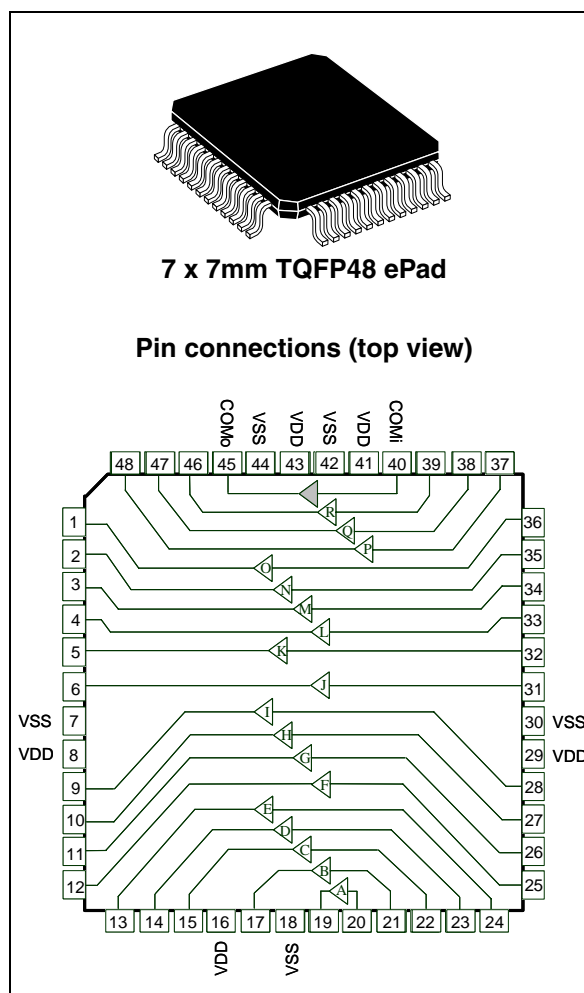 7 x 7mm TQFP48 ePad
Pin connections (top view)
COMo VSS VDD VSS VDD COMi
48 47 46 45 44 43 42 41 40 39 38 37
R
Q
P
1 36
2 35
O
N
3 34
M
4 33
L
5 K 32
6 J 31
VSS 7 I 30 VSS
H
VDD 8 G 29 VDD
9 F 28
10 E 27
D
11 C 26
B
12 A 25
13 14 15 16 17 18 19 20 21 22 23 24
VDD VSS